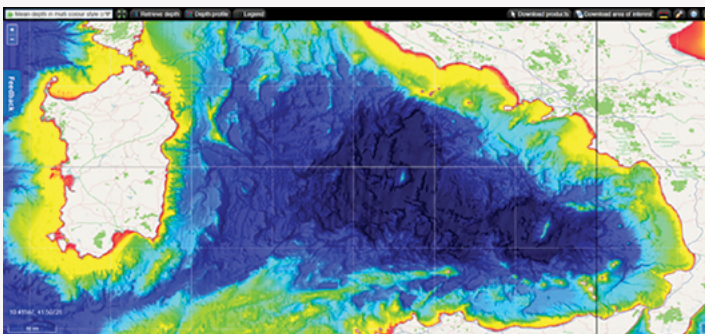 Mean depth in multi colour style (
Retrieve depth
Depth profile
Legend
Download products
Download area of interest
Feedback